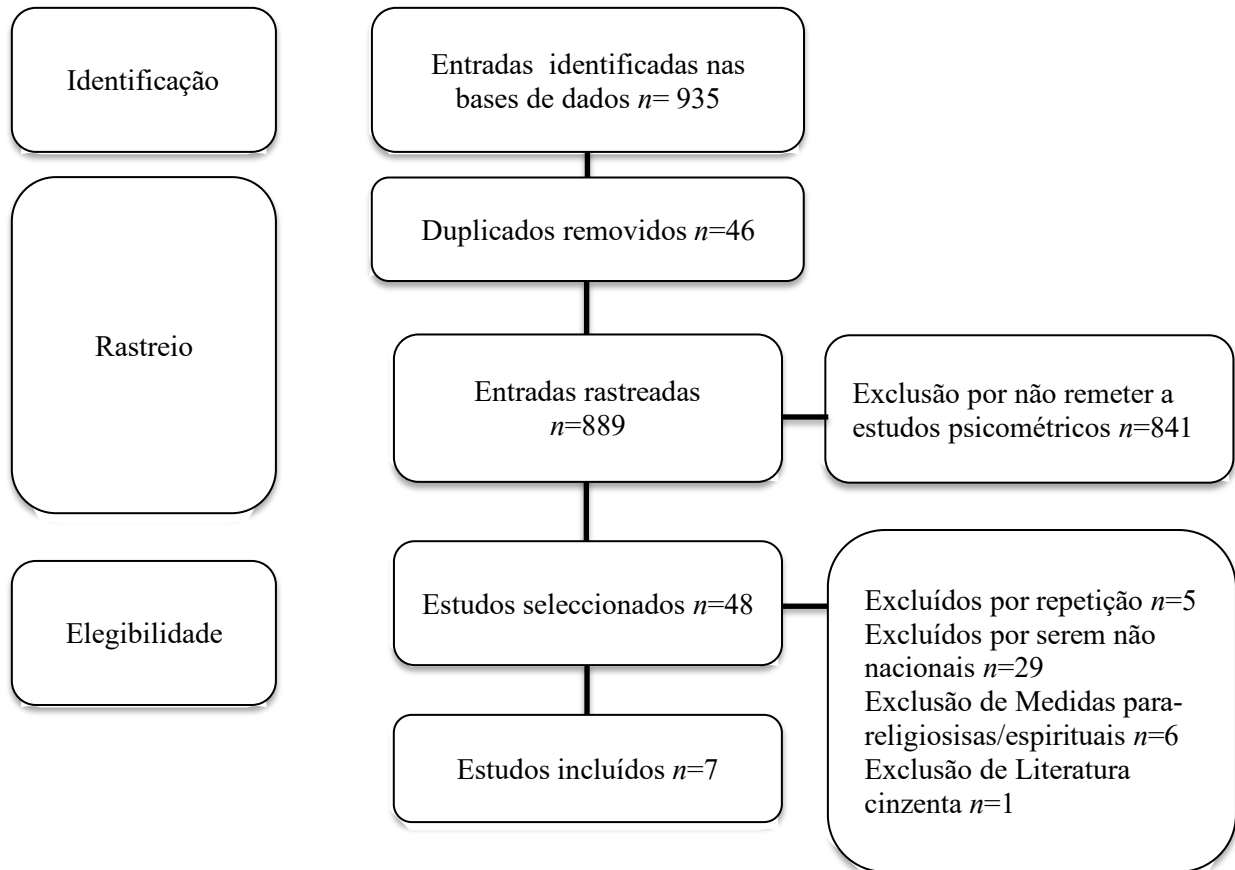 Identificação
Entradas identificadas nas
bases de dados n= 935
Duplicados removidos n=46
Rastreio
Entradas rastreadas
n=889
Exclusão por não remeter a
estudos psicométricos n=841
Elegibilidade
Estudos seleccionados n=48
Excluídos por repetição n=5
Excluídos por serem não
nacionais n=29
Exclusão de Medidas para-
religiosisas/espirituais n=6
Exclusão de Literatura
cinzenta n=1
Estudos incluídos n=7